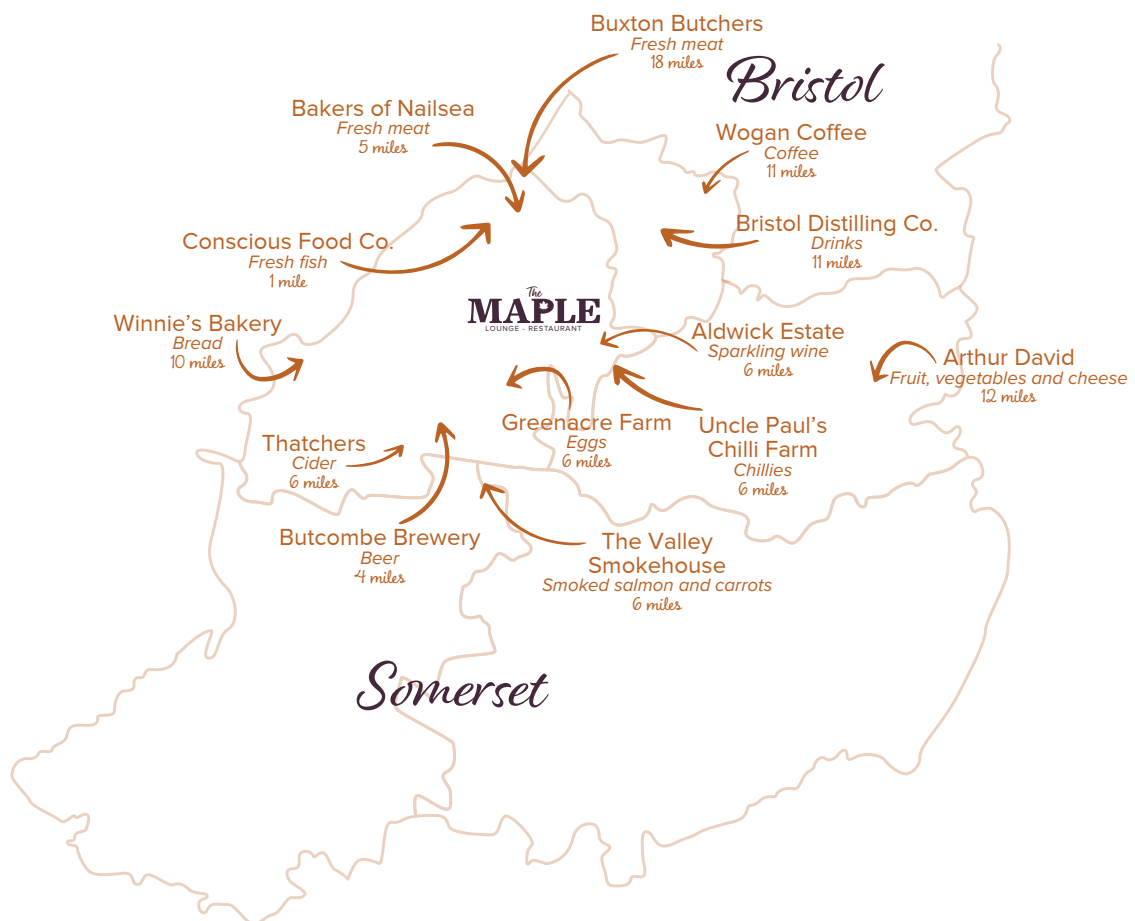 Buxton Butchers
Fresh meat
18 miles
Bristol
Bakers of Nailsea
Fresh meat
5 miles
Wogan Coffee
Coffee
11 miles
Bristol Distilling Co.
Drinks
11 miles
Conscious Food Co.
Fresh fish
1 mile
The
MAPLE
LOUNGE - RESTAURANT
Winnie's Bakery
Bread
10 miles
Aldwick Estate
Sparkling wine
6 miles
Arthur David
Fruit, vegetables and cheese
12 miles
Greenacre Farm
Eggs
6 miles
Uncle Paul's
Chilli Farm
Chillies
6 miles
Thatchers
Cider
6 miles
Butcombe Brewery
Beer
4 miles
The Valley
Smokehouse
Smoked salmon and carrots
6 miles
Somerset